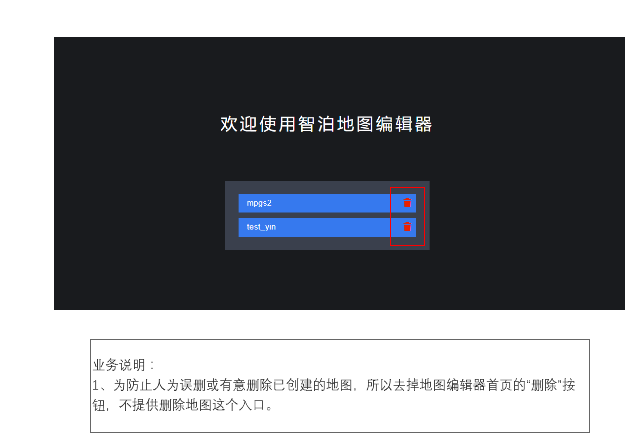 欢迎使用智泊地图编辑器
mpgs2
test_yin
业务说明：
1、为防止人为误删或有意删除已创建的地图，所以去掉地图编辑器首页的“删除”按
钮，不提供删除地图这个入口。